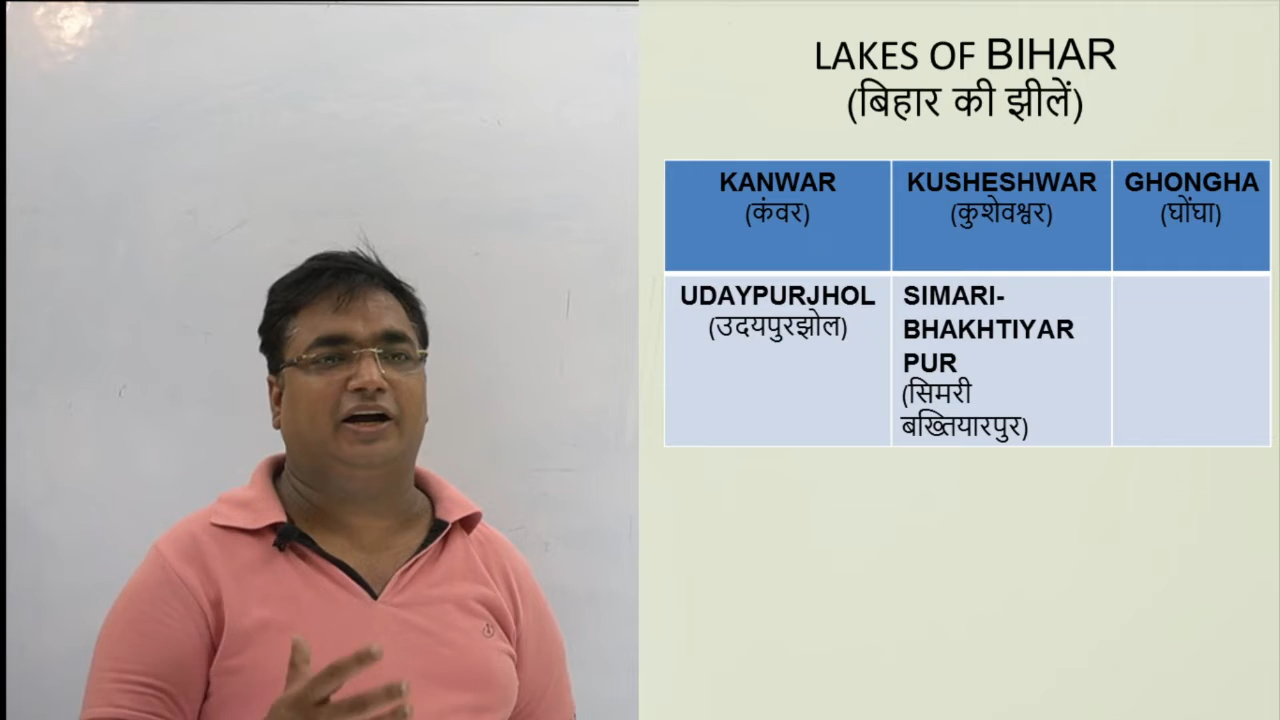 LAKES OF BIHAR
(बिहार की झीलें)
KANWAR
(कंवर)
KUSHESHWAR
(कुशेवश्वर)
GHONGHA
(घोंघा)
UDAYPURJHOL
(उदयपुरझोल)
SIMARI-
BHAKHTIYAR
PUR
(सिमरी
बख्तियारपुर)